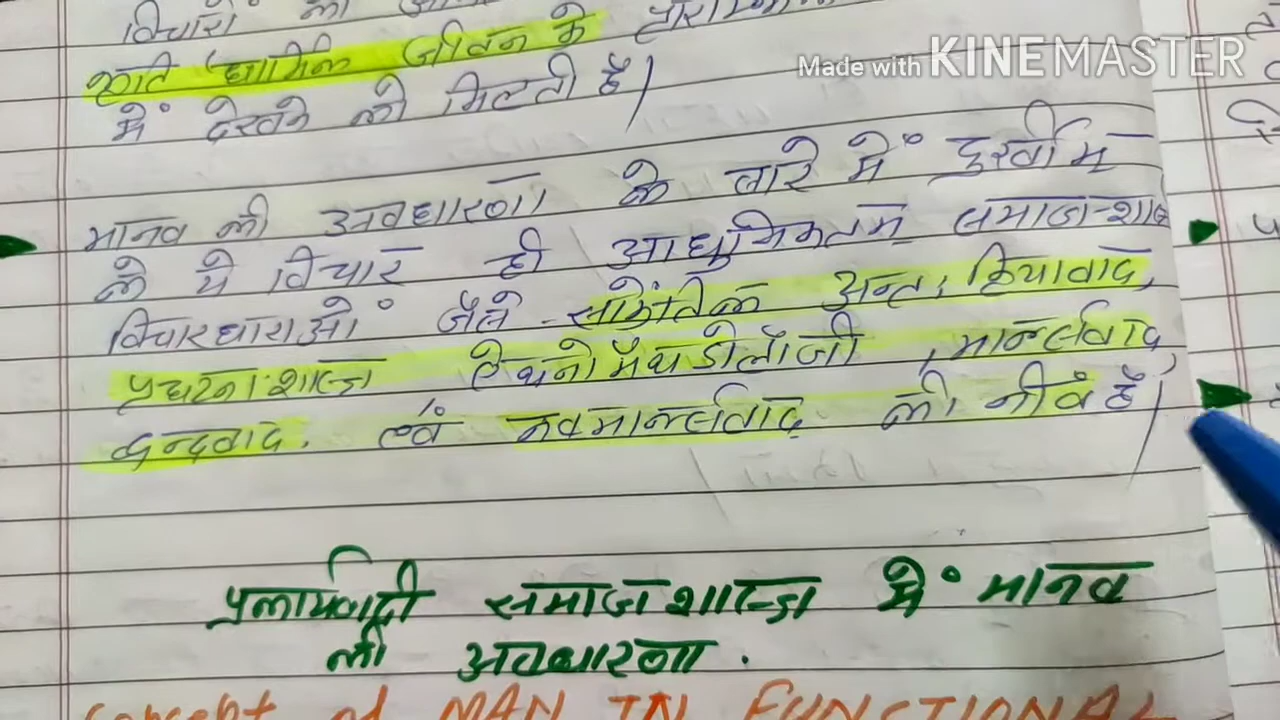 विचारों
Made with KINEMASTER
धार्मिक जीवन के
में देखने को मिलती है।
मानव की अवधारणा के बारे में दुर्खीम
के ये विचार ही आधुनिकतम समाज-शास्त्र
विचारधाराओं जैसे - सांकेतिक अन्त: क्रियावाद,
प्रघटना-शास्त्र ऐथनोमैथडोलॉजी, मार्क्सवाद,
द्वन्दवाद. एवं नवमार्क्सवाद की नींव है।
प्रकार्यवादी समाजशास्त्र में मानव
की अवधारणा.
Concept of MAN IN FUNCTIONAL